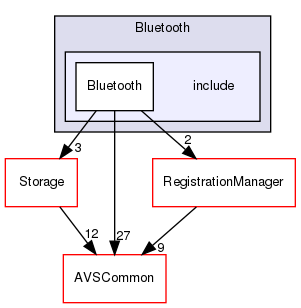 Bluetooth
Bluetooth
include
3
2
Storage
RegistrationManager
12
27
9
AVSCommon